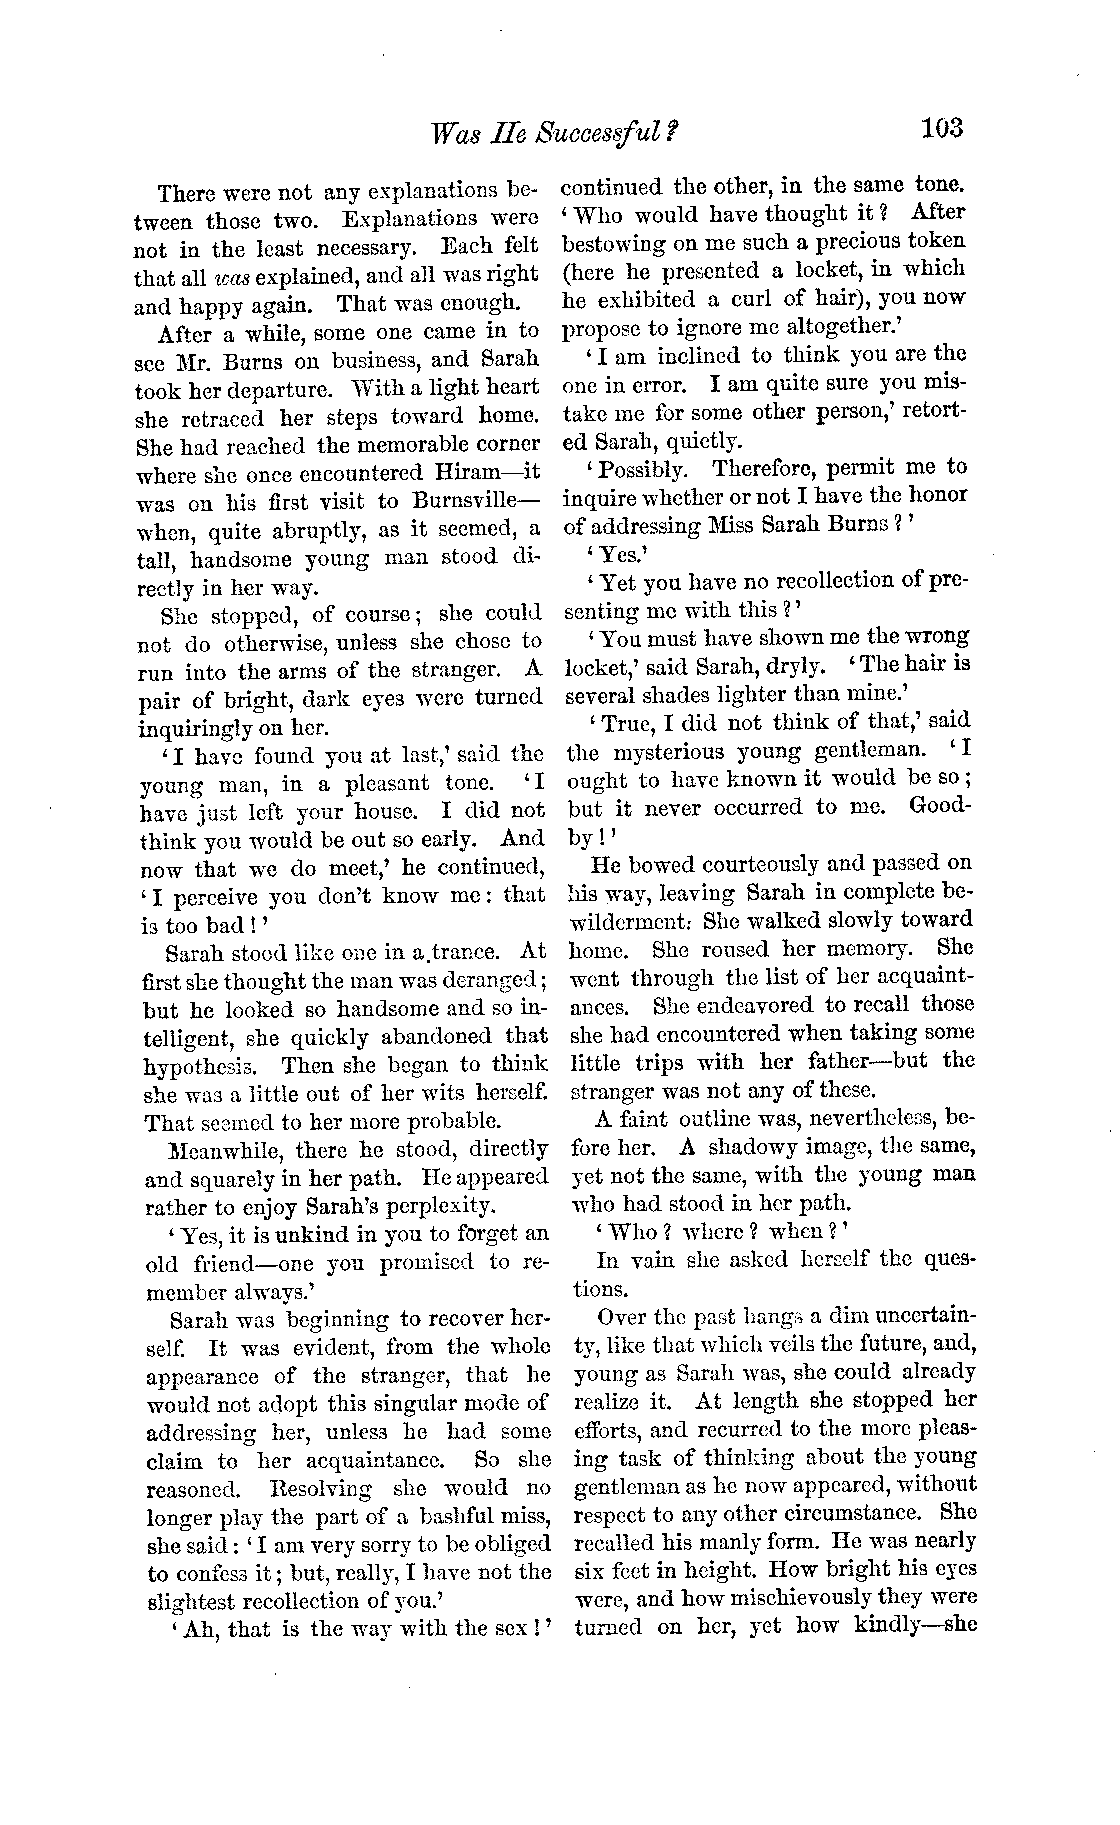 Was He Successful? 103
There were not any explanations be-
tween those two. Explanations were
not in the least necessary. Each felt
that all was explained, and all was right
and happy again. That was enough.
After a while, some one came in to
see Mr. Burns on business, and Sarah
took her departure. With a light heart
she retraced her steps toward home.
She had reached the memorable corner
where she once encountered Hiram—it
was on his first visit to Burnsville—
when, quite abruptly, as it seemed, a
tall, handsome young man stood di-
rectly in her way.
She stopped, of course; she could
not do otherwise, unless she chose to
run into the arms of the stranger. A
pair of bright, dark eyes were turned
inquiringly on her.
'I have found you at last,' said the
young man, in a pleasant tone. 'I
have just left your house. I did not
think you would be out so early. And
now that we do meet,' he continued,
'I perceive you don't know me: that
is too bad!'
Sarah stood like one in a trance. At
first she thought the man was deranged;
but he looked so handsome and so in-
telligent, she quickly abandoned that
hypothesis. Then she began to think
she was a little out of her wits herself.
That seemed to her more probable.
Meanwhile, there he stood, directly
and squarely in her path. He appeared
rather to enjoy Sarah's perplexity.
'Yes, it is unkind in you to forget an
old friend—one you promised to re-
member always.'
Sarah was beginning to recover her-
self. It was evident, from the whole
appearance of the stranger, that he
would not adopt this singular mode of
addressing her, unless he had some
claim to her acquaintance. So she
reasoned. Resolving she would no
longer play the part of a bashful miss,
she said: 'I am very sorry to be obliged
to confess it; but, really, I have not the
slightest recollection of you.'
'Ah, that is the way with the sex!'
continued the other, in the same tone.
'Who would have thought it? After
bestowing on me such a precious token
(here he presented a locket, in which
he exhibited a curl of hair), you now
propose to ignore me altogether.'
'I am inclined to think you are the
one in error. I am quite sure you mis-
take me for some other person,' retort-
ed Sarah, quietly.
'Possibly. Therefore, permit me to
inquire whether or not I have the honor
of addressing Miss Sarah Burns?'
'Yes.'
'Yet you have no recollection of pre-
senting me with this?'
'You must have shown me the wrong
locket,' said Sarah, dryly. 'The hair is
several shades lighter than mine.'
'True, I did not think of that,' said
the mysterious young gentleman. 'I
ought to have known it would be so;
but it never occurred to me. Good-
by!'
He bowed courteously and passed on
his way, leaving Sarah in complete be-
wilderment: She walked slowly toward
home. She roused her memory. She
went through the list of her acquaint-
ances. She endeavored to recall those
she had encountered when taking some
little trips with her father—but the
stranger was not any of these.
A faint outline was, nevertheless, be-
fore her. A shadowy image, the same,
yet not the same, with the young man
who had stood in her path.
'Who? where? when?'
In vain she asked herself the ques-
tions.
Over the past hangs a dim uncertain-
ty, like that which veils the future, and,
young as Sarah was, she could already
realize it. At length she stopped her
efforts, and recurred to the more pleas-
ing task of thinking about the young
gentleman as he now appeared, without
respect to any other circumstance. She
recalled his manly form. He was nearly
six feet in height. How bright his eyes
were, and how mischievously they were
turned on her, yet how kindly—she